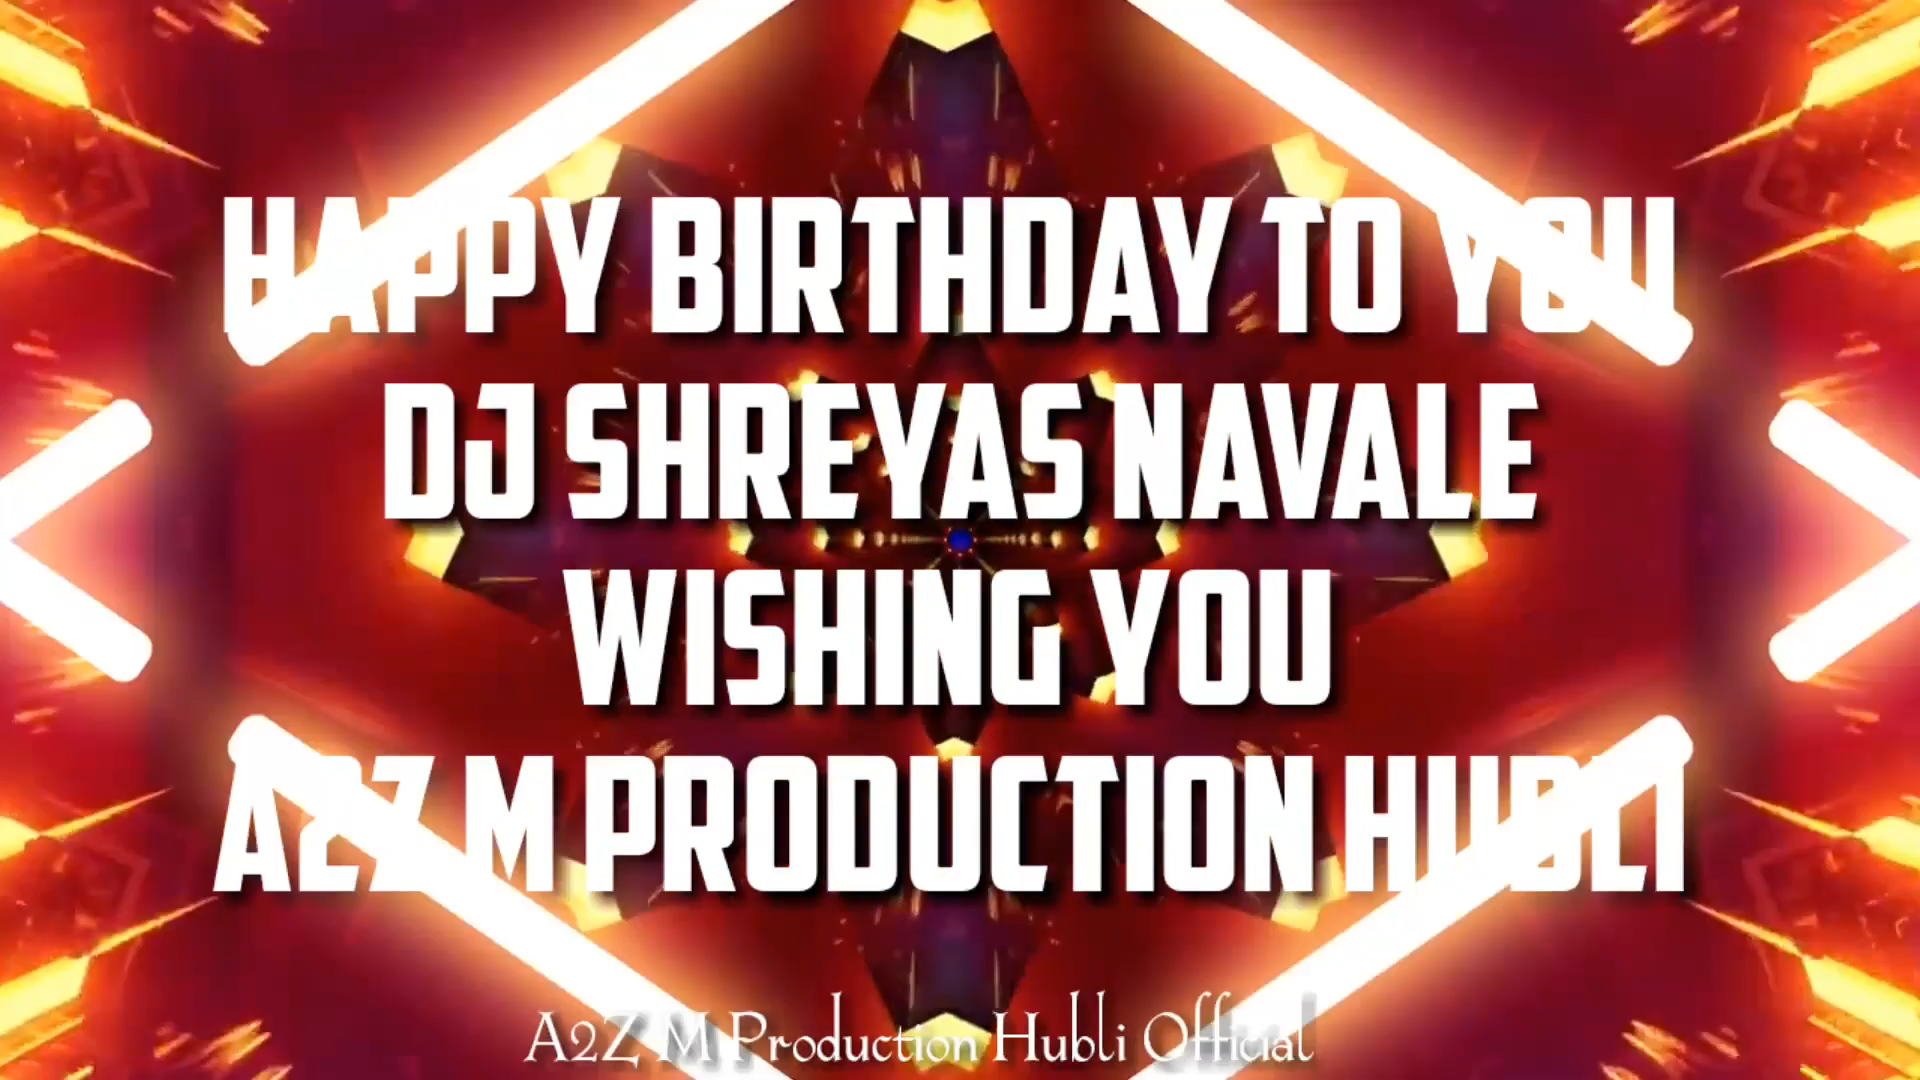 HAPPY BIRTHDAY TO YOU
DJ SHREYAS NAVALE
WISHING YOU
A2Z M PRODUCTION HUBLI
A2Z M Production Hubli Official